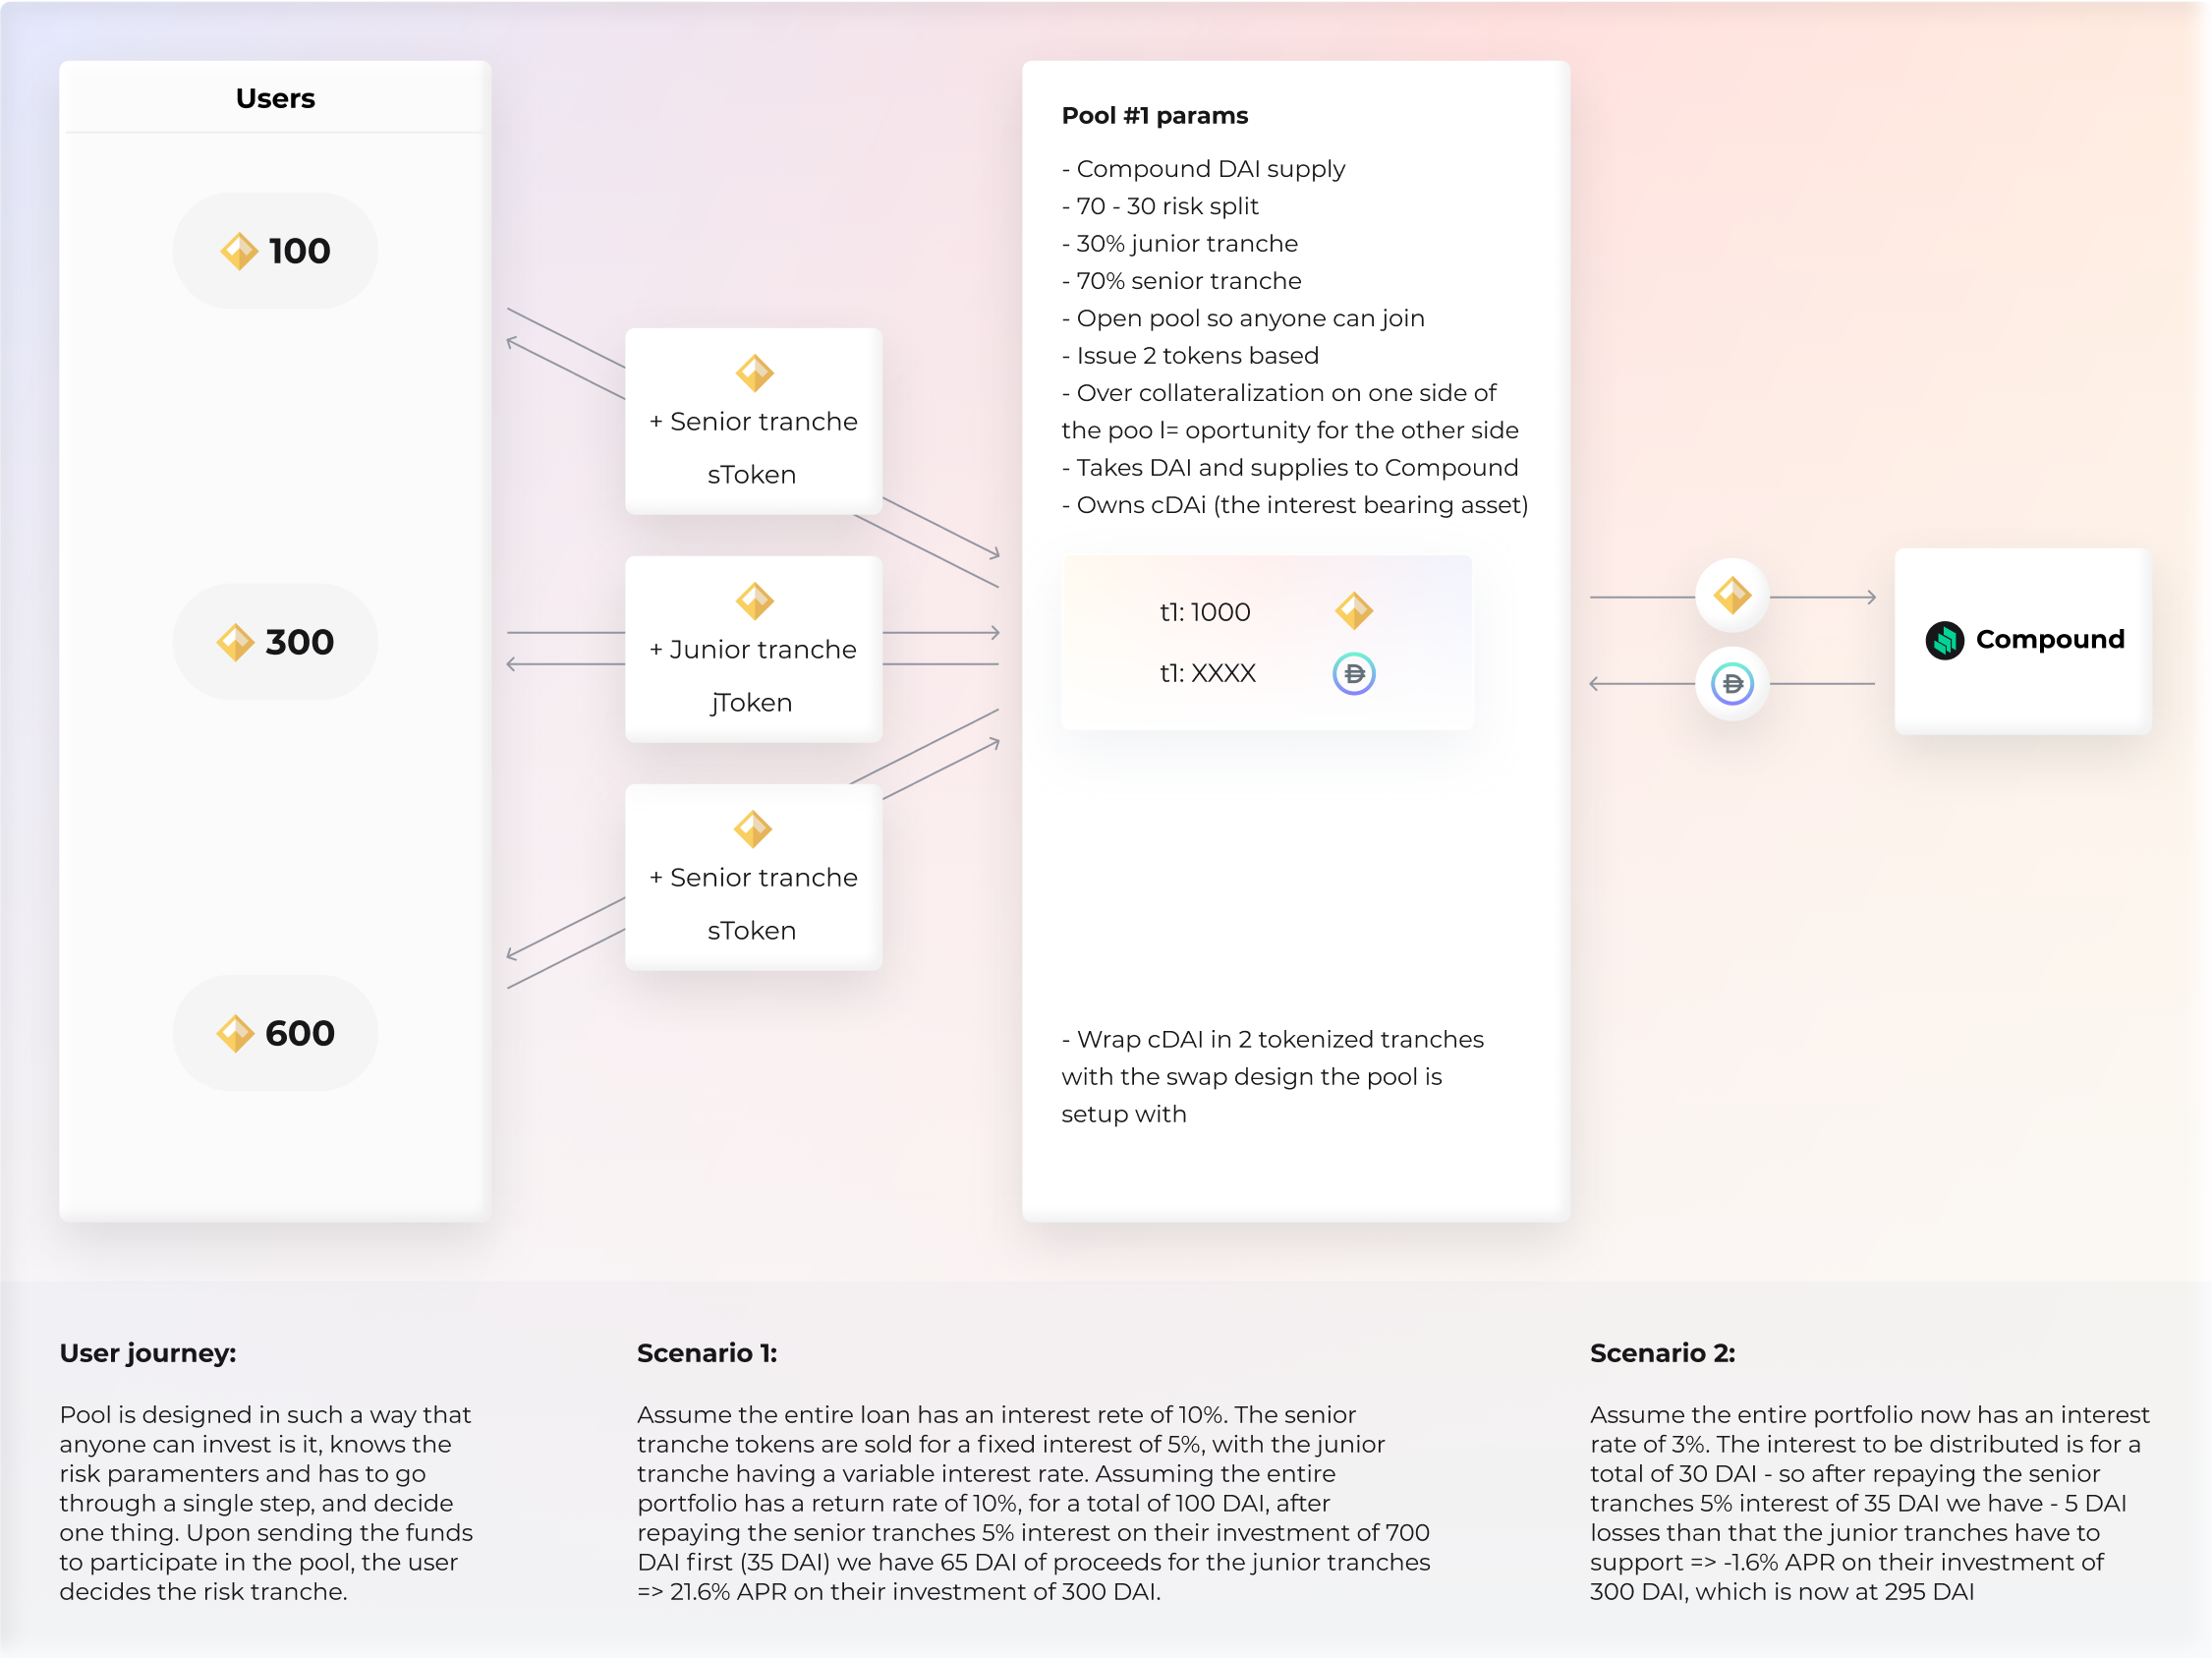 Users
100
300
600
+ Senior tranche
sToken
+ Junior tranche
jToken
+ Senior tranche
sToken
Pool #1 params
- Compound DAI supply
- 70 - 30 risk split
- 30% junior tranche
- 70% senior tranche
- Open pool so anyone can join
- Issue 2 tokens based
- Over collateralization on one side of
the poo l= oportunity for the other side
- Takes DAI and supplies to Compound
- Owns cDAi (the interest bearing asset)
t1: 1000
t1: XXXX
- Wrap cDAI in 2 tokenized tranches
with the swap design the pool is
setup with
Compound
User journey:
Pool is designed in such a way that
anyone can invest is it, knows the
risk paramenters and has to go
through a single step, and decide
one thing. Upon sending the funds
to participate in the pool, the user
decides the risk tranche.
Scenario 1:
Assume the entire loan has an interest rete of 10%. The senior
tranche tokens are sold for a fixed interest of 5%, with the junior
tranche having a variable interest rate. Assuming the entire
portfolio has a return rate of 10%, for a total of 100 DAI, after
repaying the senior tranches 5% interest on their investment of 700
DAI first (35 DAI) we have 65 DAI of proceeds for the junior tranches
=> 21.6% APR on their investment of 300 DAI.
Scenario 2:
Assume the entire portfolio now has an interest
rate of 3%. The interest to be distributed is for a
total of 30 DAI - so after repaying the senior
tranches 5% interest of 35 DAI we have - 5 DAI
losses than that the junior tranches have to
support => -1.6% APR on their investment of
300 DAI, which is now at 295 DAI